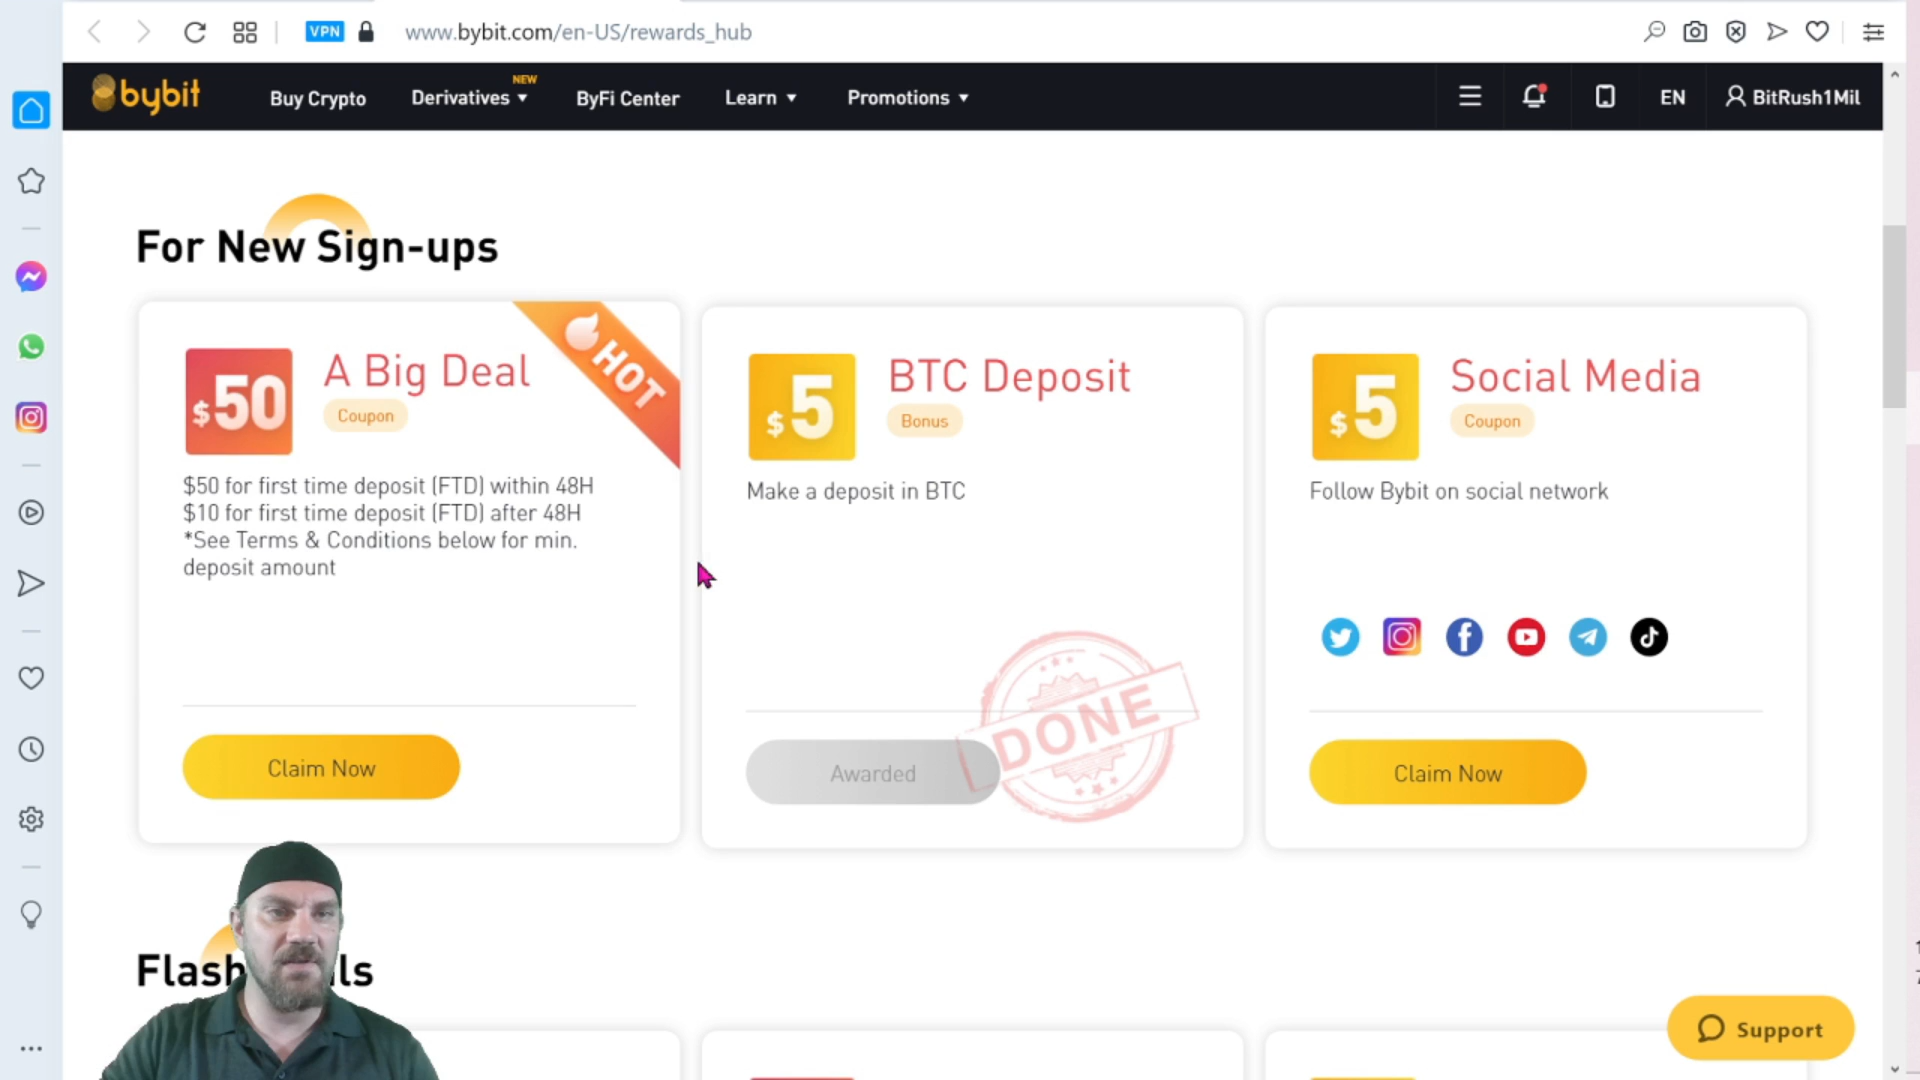 VPN
www.bybit.com/en-US/rewards_hub
bybit
Buy Crypto
Derivatives
NEW
ByFi Center
Learn
Promotions
EN
BitRush1Mil
For New Sign-ups
$50
A Big Deal
Coupon
HOT
$50 for first time deposit (FTD) within 48H
$10 for first time deposit (FTD) after 48H
*See Terms & Conditions below for min.
deposit amount
Claim Now
$5
BTC Deposit
Bonus
Make a deposit in BTC
Awarded
DONE
$5
Social Media
Coupon
Follow Bybit on social network
Claim Now
Support